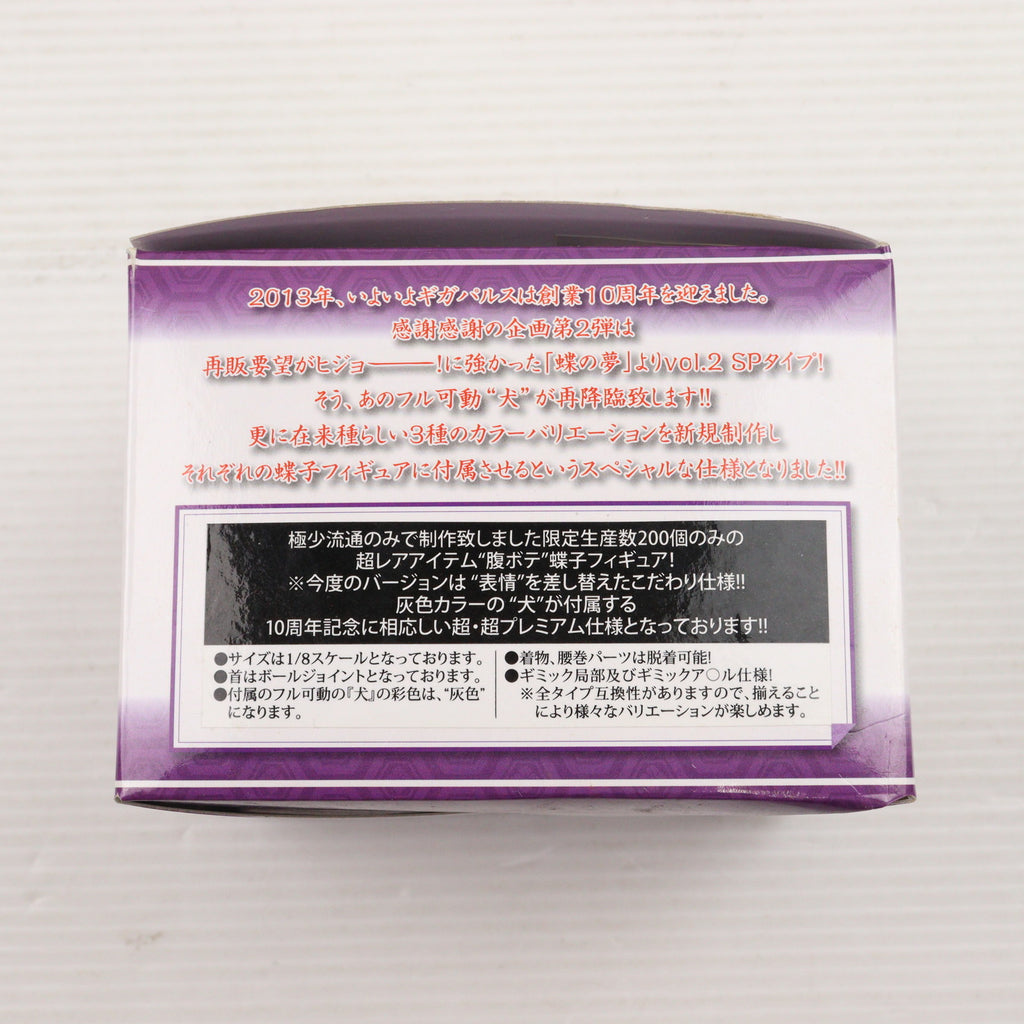 2013年、いよいよギガパルスは創業10周年を迎えました。
感謝感謝の企画第2弾は
再販要望がヒジョー———!に強かった「蝶の夢」よりvol.2 SPタイプ!
そう、あのフル可動“犬”が再降臨致します!!
更に在来種らしい3種のカラーバリエーションを新規制作し
それぞれの蝶子フィギュアに付属させるというスペシャルな仕様となりました!!
極少流通のみで制作致しました限定生産数200個のみの
超レアアイテム“腹ボテ”蝶子フィギュア!
※今度のバージョンは“表情”を差し替えたこだわり仕様!!
灰色カラーの“犬”が付属する
10周年記念に相応しい超・超プレミアム仕様となっております!!
●サイズは1/8スケールとなっております。
●首はボールジョイントとなっております。
●付属のフル可動の『犬』の彩色は、“灰色”
になります。
●着物、腰巻パーツは脱着可能!
●ギミック局部及びギミックア○ル仕様!
※全タイプ互換性がありますので、揃えること
により様々なバリエーションが楽しめます。